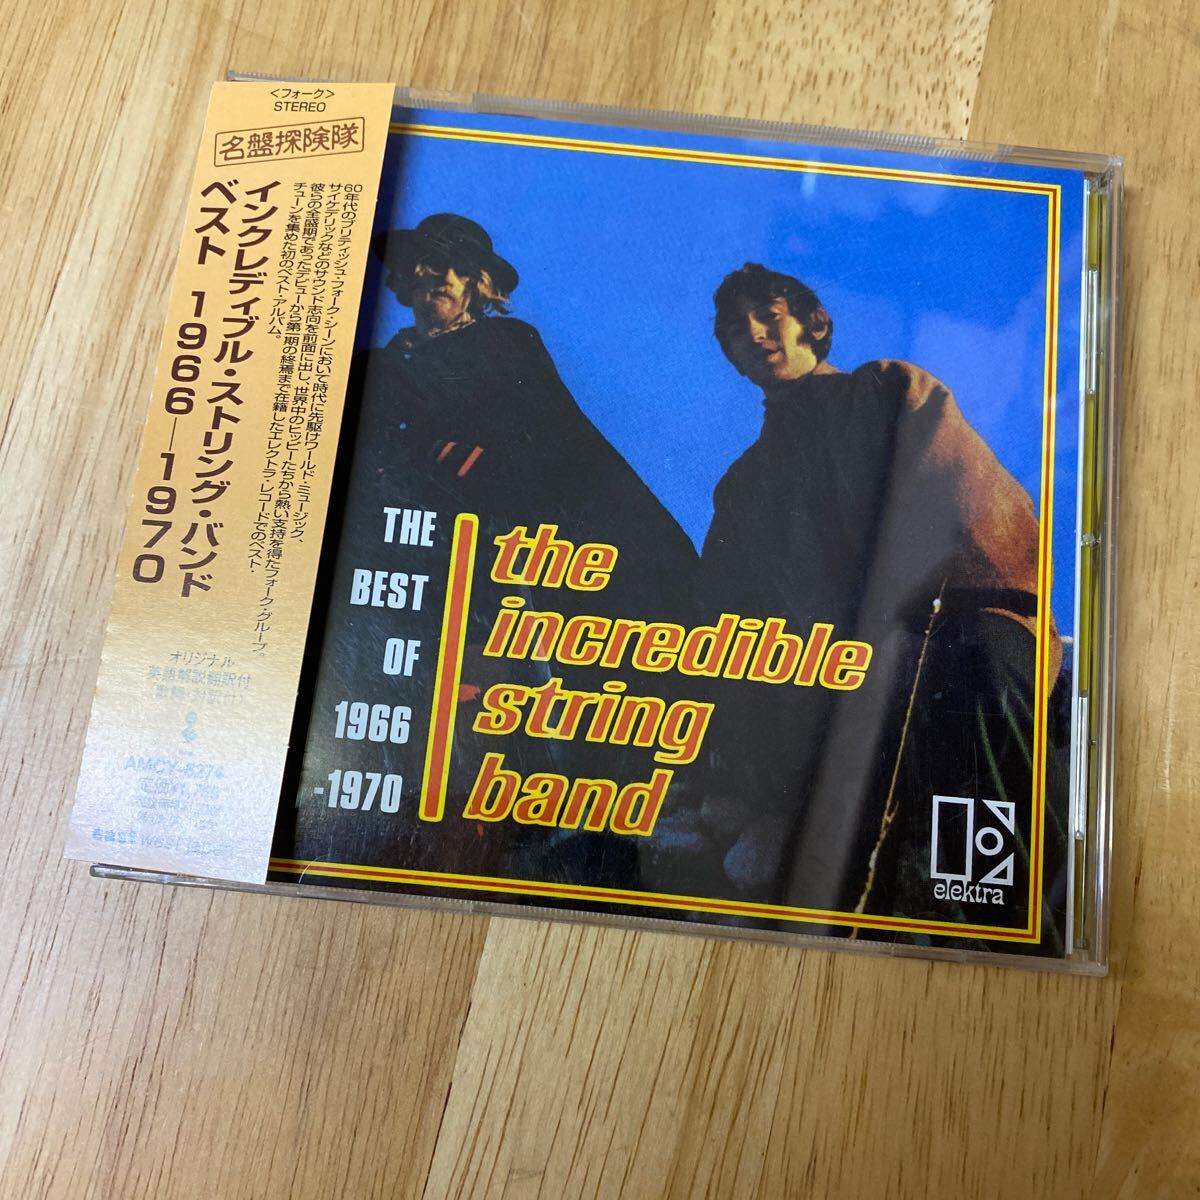 <フォーク>
STEREO
名盤探険隊
インクレディブル・ストリング・バンド
ベスト 1966―1970
60年代のブリティッシュ・フォーク・シーンにおいて時代に先駆けワールド・ミュージック、
サイケデリックなどのサウンド志向を前面に出し、世界中のヒッピーたちから熱い支持を得たフォーク・グループ。
彼らの全盛期であったデビューから第一期の終焉まで在籍したエレクトラ・レコードでのベスト・
チューンを集めた初のベスト・アルバム。
オリジナル
英語解説翻訳付
THE
BEST
OF
1966
-1970
the
incredible
string
band
elektra